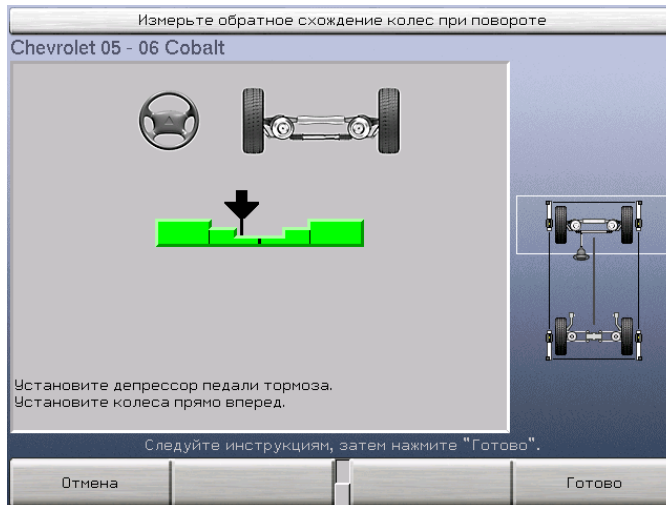 Измерьте обратное схождение колес при повороте
Chevrolet 05 - 06 Cobalt
Установите депрессор педали тормоза.
Установите колеса прямо вперед.
Следуйте инструкциям, затем нажмите "Готово".
Отмена
Готово